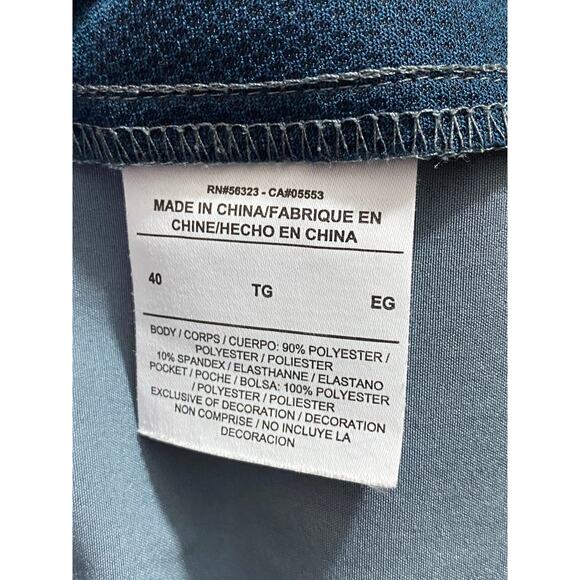 RN#56323 - CA#05553
MADE IN CHINA/FABRIQUE EN
CHINE/HECHO EN CHINA
40 TG EG
BODY / CORPS / CUERPO: 90% POLYESTER /
POLYESTER / POLIESTER
10% SPANDEX / ELASTHANNE / ELASTANO
POCKET / POCHE / BOLSA: 100% POLYESTER
/ POLYESTER / POLIESTER
EXCLUSIVE OF DECORATION / DECORATION
NON COMPRISE / NO INCLUYE LA
DECORACION